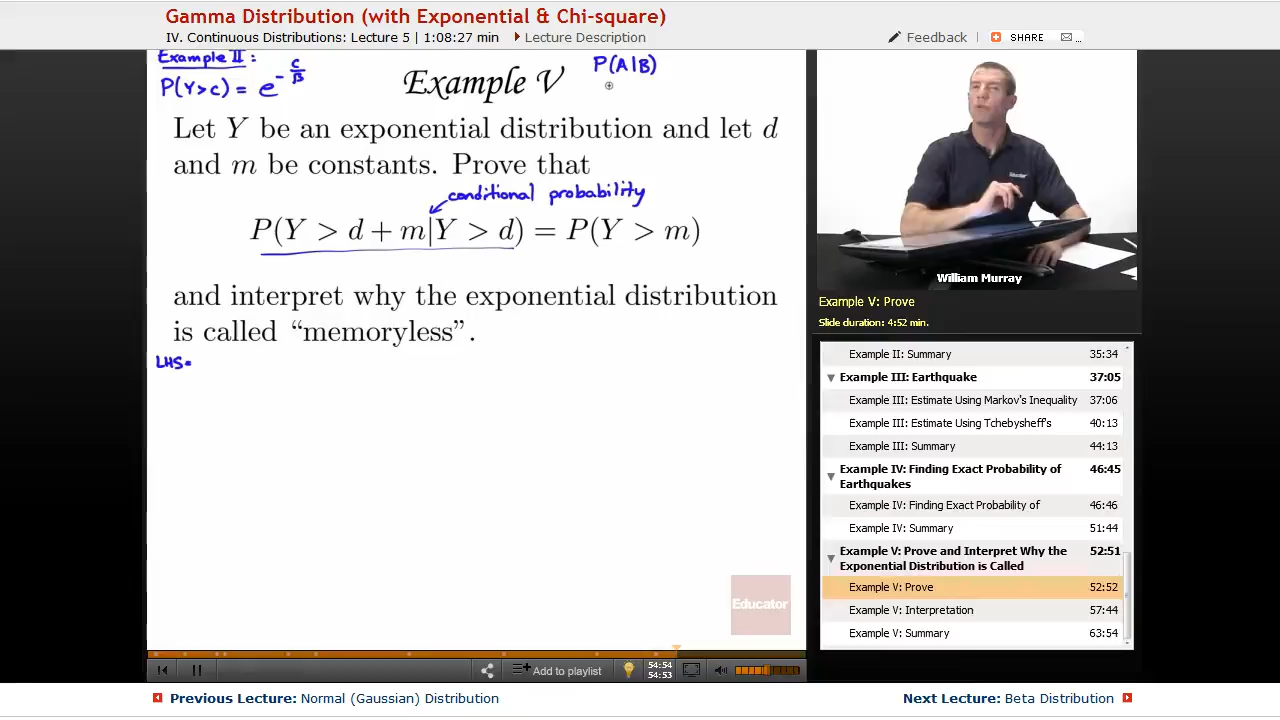 Gamma Distribution (with Exponential & Chi-square)
IV. Continuous Distributions: Lecture 5 | 1:08:27 min
Lecture Description
Feedback
SHARE
Example II:
P(Y>c) = e^{-c/β}
Example V
P(A|B)
Let Y be an exponential distribution and let d
and m be constants. Prove that
conditional probability
P(Y > d + m|Y > d) = P(Y > m)
and interpret why the exponential distribution
is called “memoryless”.
LHS=
Educator
Educator
William Murray
Example V: Prove
Slide duration: 4:52 min.
Example II: Summary 35:34
Example III: Earthquake 37:05
Example III: Estimate Using Markov's Inequality 37:06
Example III: Estimate Using Tchebysheff's 40:13
Example III: Summary 44:13
Example IV: Finding Exact Probability of
Earthquakes 46:45
Example IV: Finding Exact Probability of 46:46
Example IV: Summary 51:44
Example V: Prove and Interpret Why the
Exponential Distribution is Called 52:51
Example V: Prove 52:52
Example V: Interpretation 57:44
Example V: Summary 63:54
Add to playlist
54:54
54:53
Previous Lecture: Normal (Gaussian) Distribution
Next Lecture: Beta Distribution